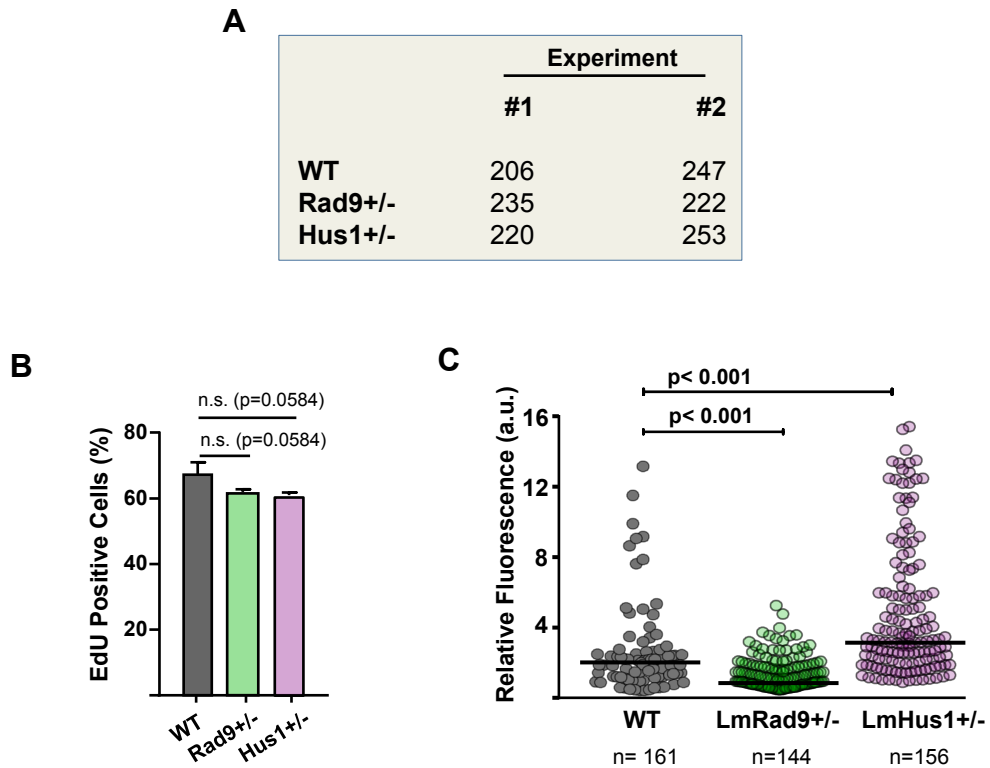 A
Experiment
#1 #2
WT 206 247
Rad9+/- 235 222
Hus1+/- 220 253
B
n.s. (p=0.0584)
n.s. (p=0.0584)
EdU Positive Cells (%)
80
60
40
20
WT
Rad9+/-
Hus1+/-
C
p< 0.001
p< 0.001
Relative Fluorescence (a.u.)
16
12
8
4
WT LmRad9+/- LmHus1+/-
n= 161 n=144 n=156